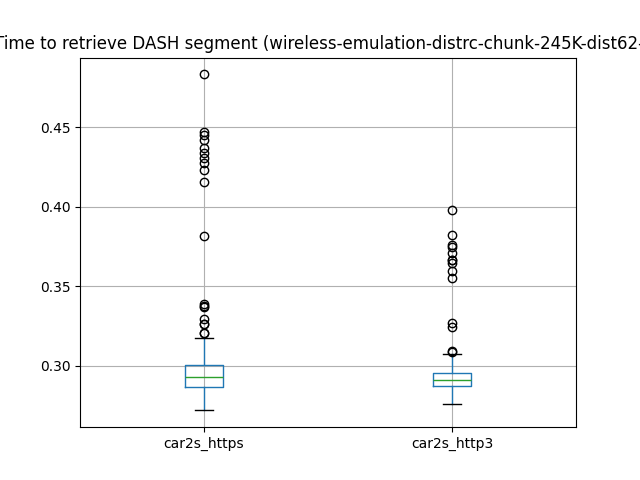 Time to retrieve DASH segment (wireless-emulation-distrc-chunk-245K-dist62-
0.45
0.40
0.35
0.30
car2s_https
car2s_http3